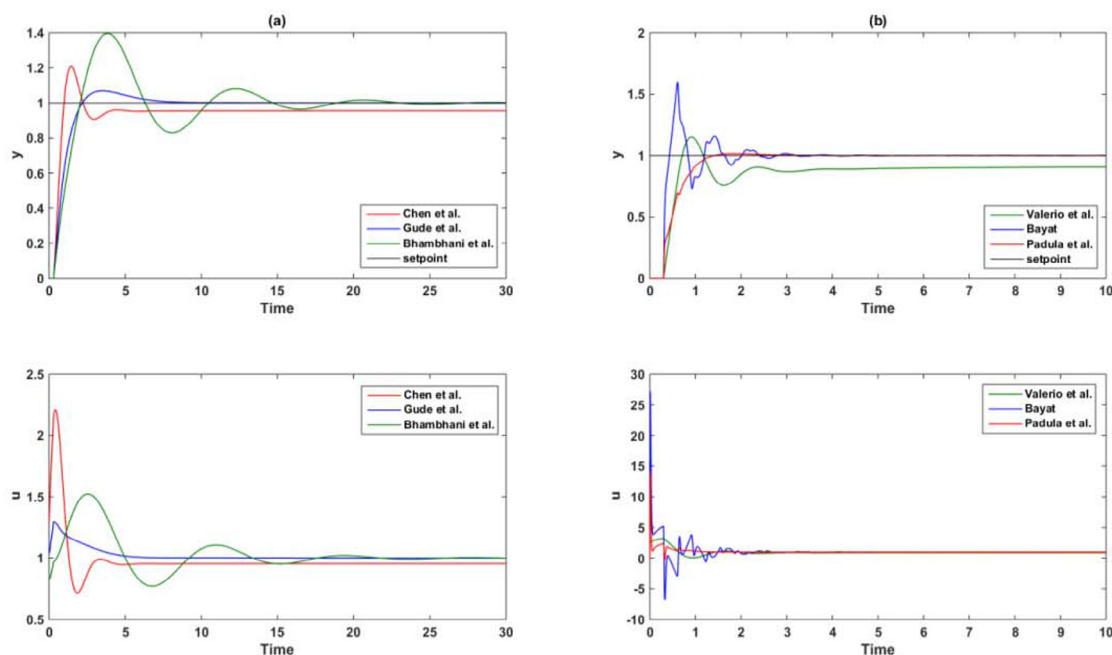 (a)
1.4
1.2
1
0.8
0.6
0.4
0.2
0
y
Chen et al.
Gude et al.
Bhambhani et al.
setpoint
0 5 10 15 20 25 30
Time
(b)
2
1.5
1
0.5
0
y
Valerio et al.
Bayat
Padula et al.
setpoint
0 1 2 3 4 5 6 7 8 9 10
Time
2.5
2
1.5
1
0.5
u
Chen et al.
Gude et al.
Bhambhani et al.
0 5 10 15 20 25 30
Time
30
25
20
15
10
5
0
-5
-10
u
Valerio et al.
Bayat
Padula et al.
0 1 2 3 4 5 6 7 8 9 10
Time